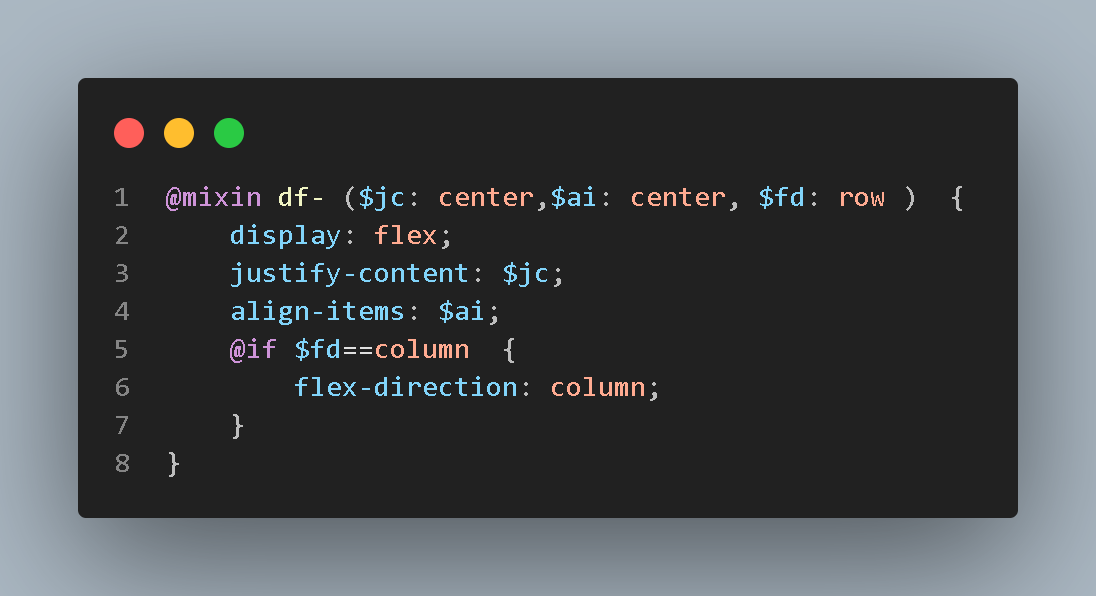 1 @mixin df- ($jc: center,$ai: center, $fd: row )  {
2     display: flex;
3     justify-content: $jc;
4     align-items: $ai;
5     @if $fd==column  {
6         flex-direction: column;
7     }
8 }